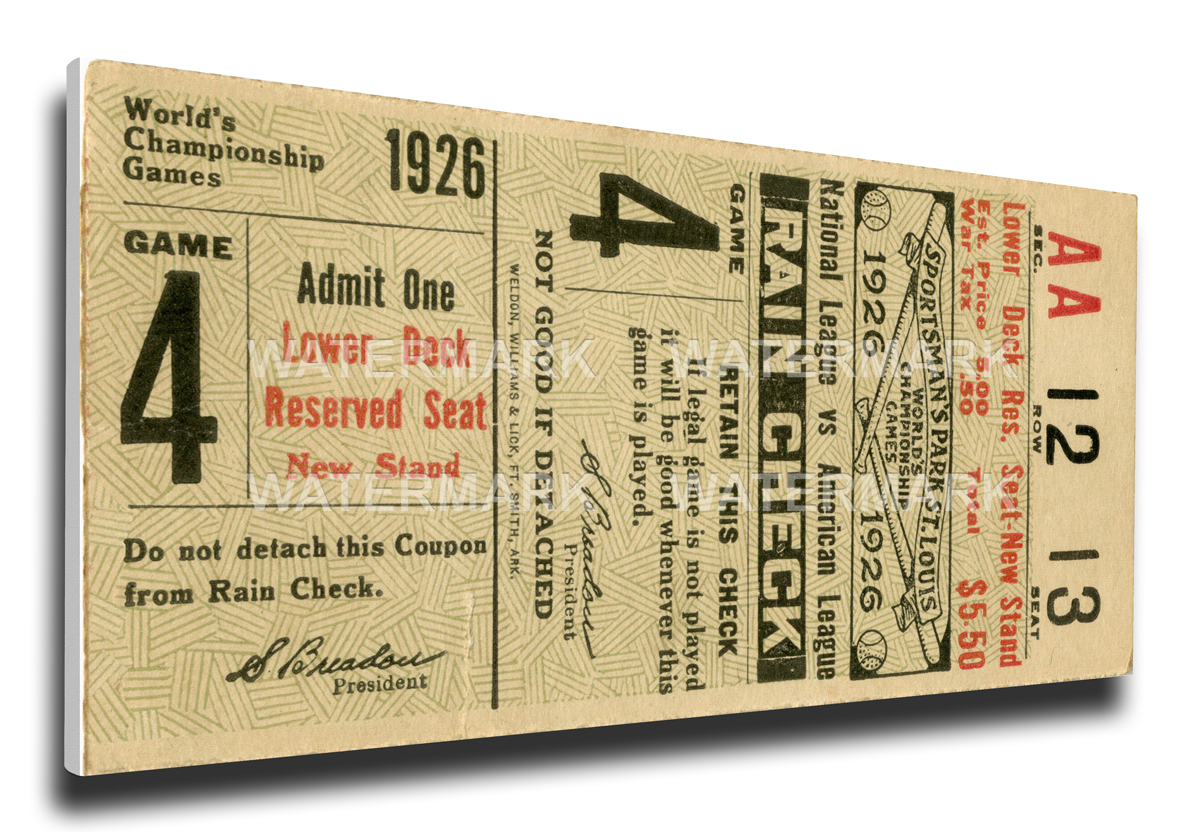 World's
Championship
Games
1926
GAME
4
Admit One
Lower Deck
Reserved Seat
New Stand
Do not detach this Coupon
from Rain Check.
S. Breadon
President
NOT GOOD IF DETACHED
WELDON, WILLIAMS & LICK, FT. SMITH, ARK.
GAME
4
RETAIN THIS CHECK
If legal game is not played
it will be good whenever this
game is played.
S. Breadon
President
RAIN CHECK
National League vs American League
SPORTSMAN'S PARK ST. LOUIS
WORLD'S
CHAMPIONSHIP
GAMES
1926 1926
Lower Deck Res. Seat-New Stand
Est. Price 5.00
War Tax .50 Total $5.50
SEC. AA
ROW 12
SEAT 13
WATERMARK WATERMARK
WATERMARK WATERMARK